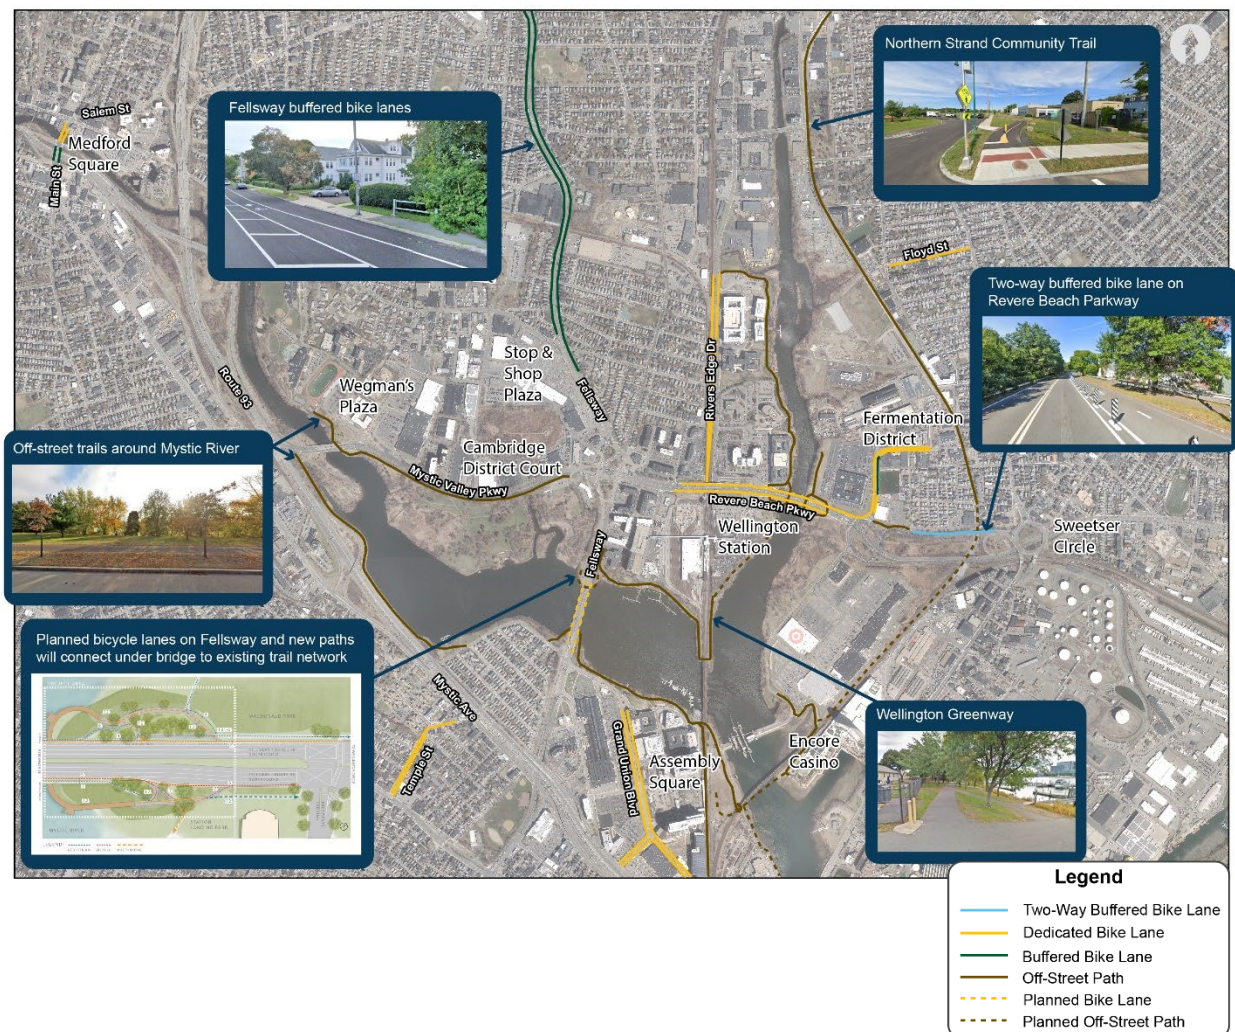 Northern Strand Community Trail
Fellsway buffered bike lanes
Salem St
Medford
Square
Main St
Floyd St
Two-way buffered bike lane on
Revere Beach Parkway
Stop &
Shop
Plaza
Wegman's
Plaza
Route 93
Fellsway
Rivers Edge Dr
Fermentation
District
Off-street trails around Mystic River
Cambridge
District Court
Mystic Valley Pkwy
Revere Beach Pkwy
Wellington
Station
Sweetser
Circle
Fellsway
Planned bicycle lanes on Fellsway and new paths
will connect under bridge to existing trail network
Mystic Ave
Temple St
Grand Union Blvd
Assembly
Square
Encore
Casino
Wellington Greenway
Legend
Two-Way Buffered Bike Lane
Dedicated Bike Lane
Buffered Bike Lane
Off-Street Path
Planned Bike Lane
Planned Off-Street Path